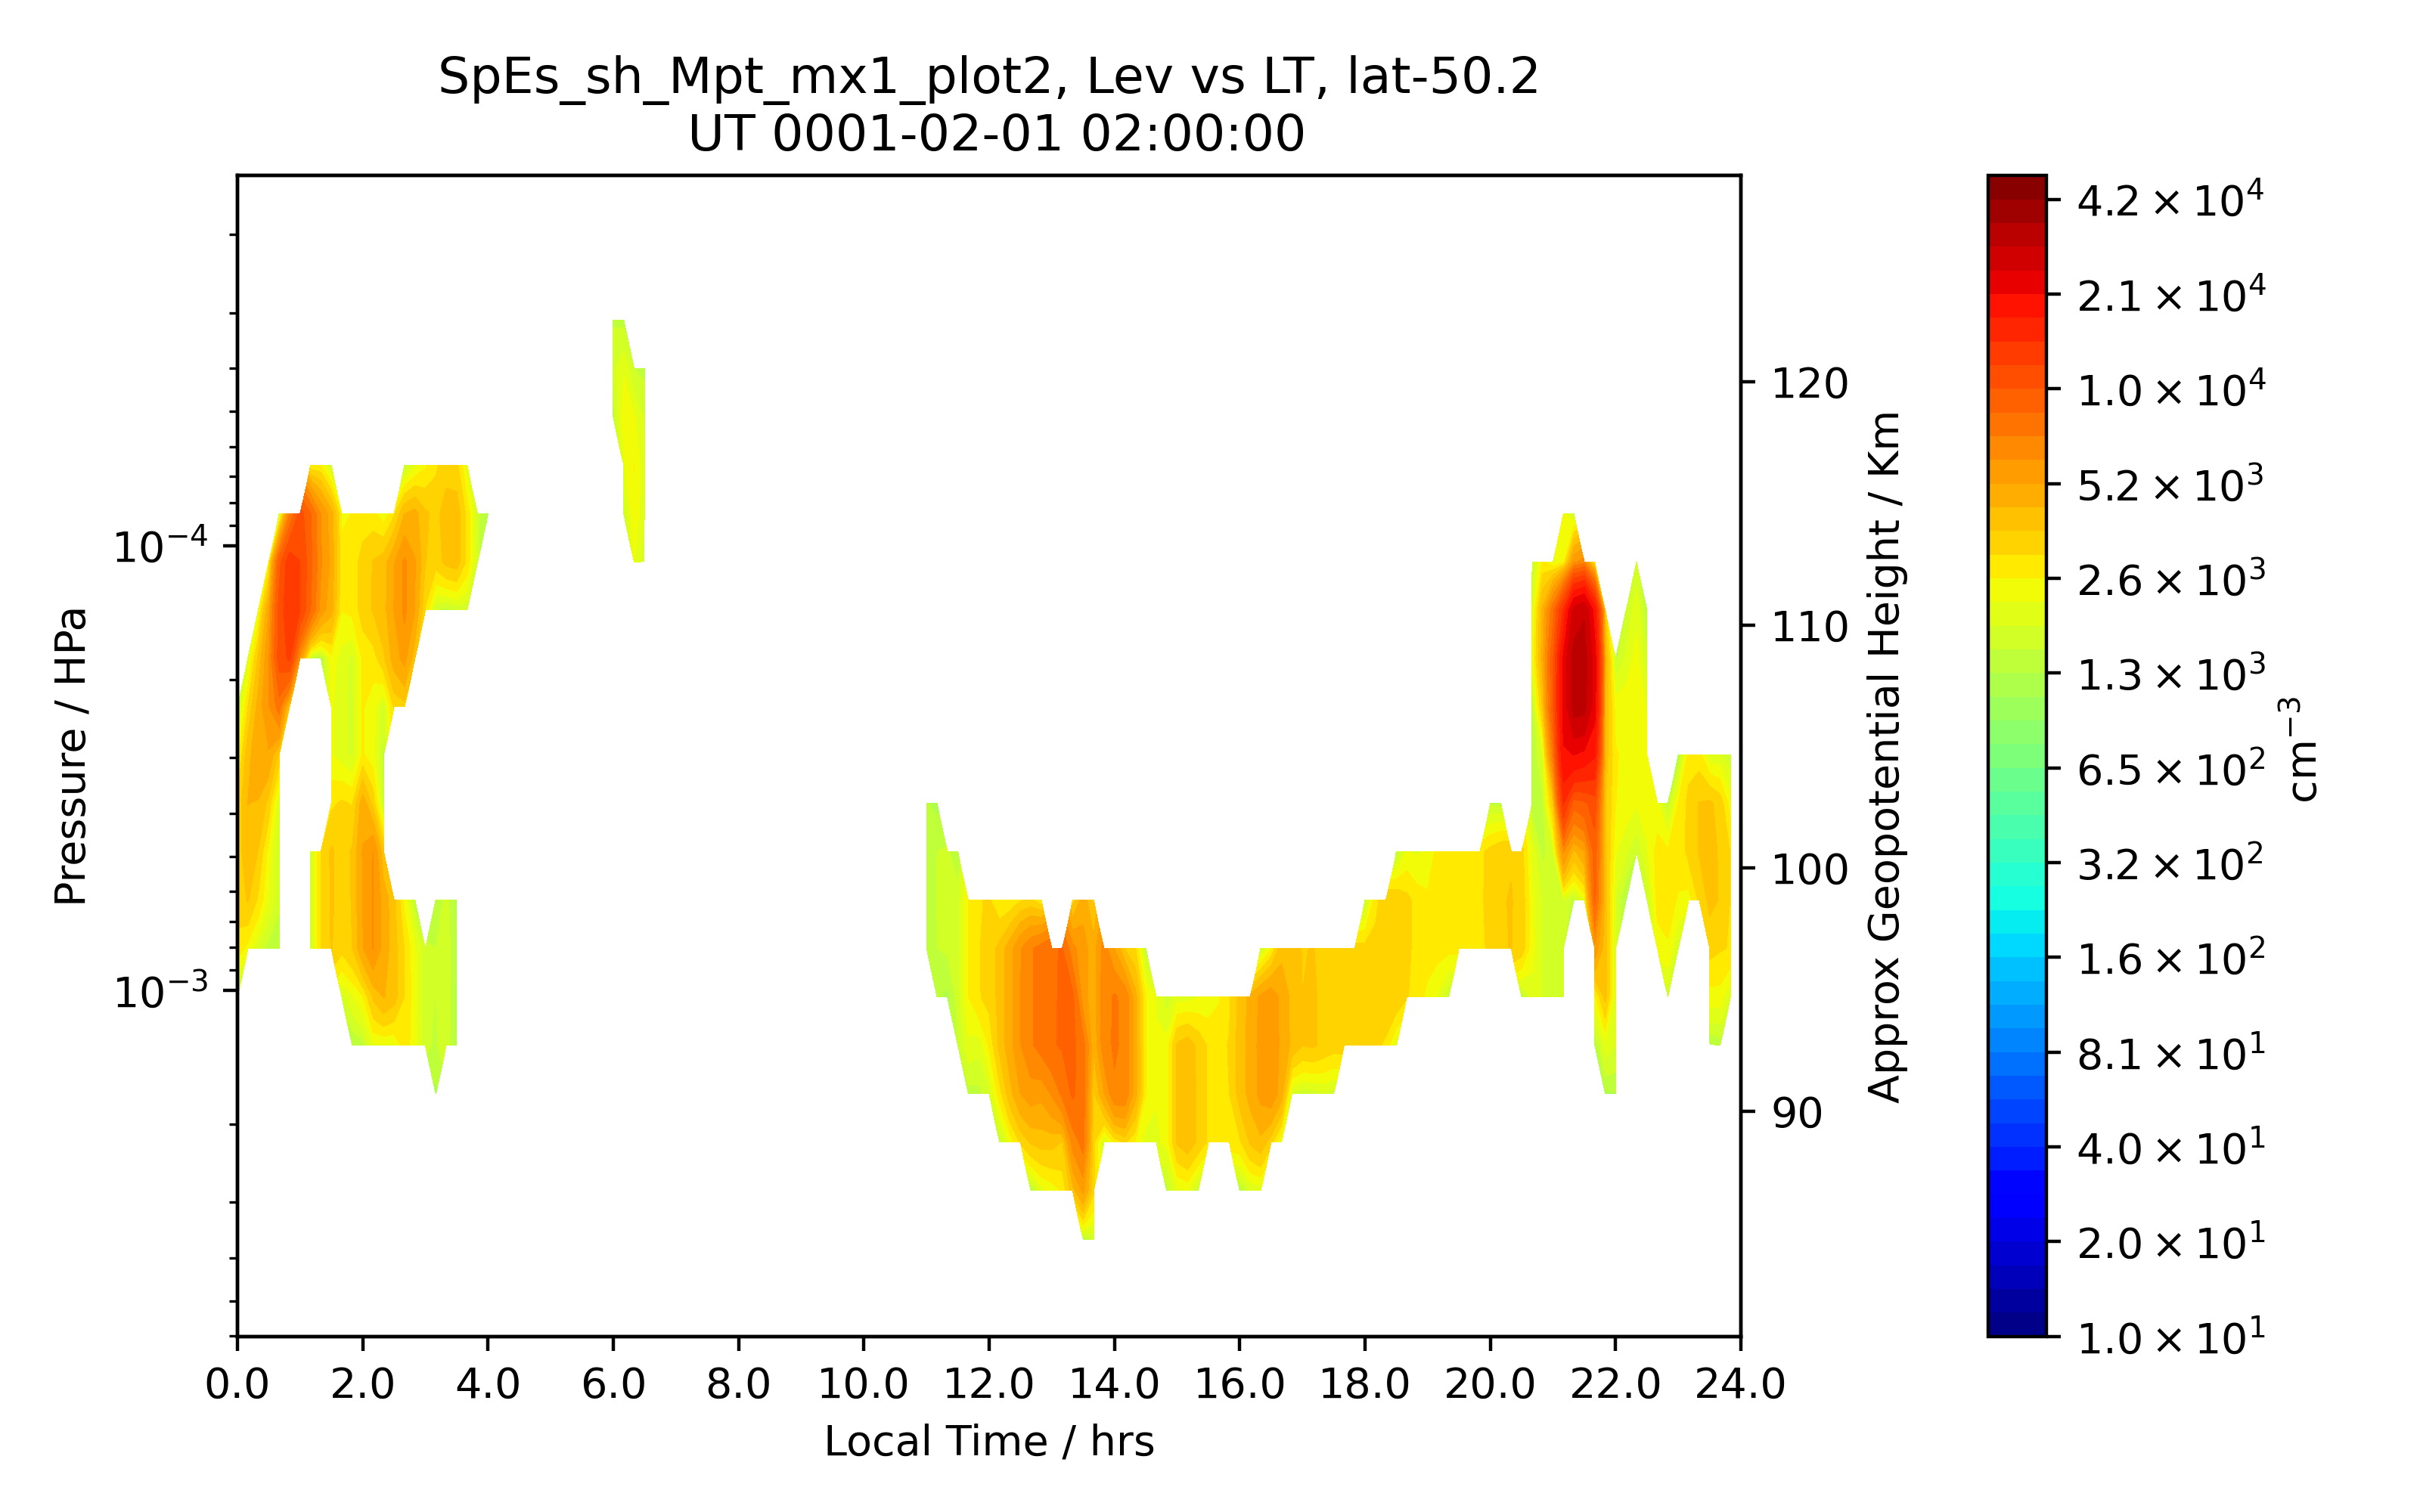 SpEs_sh_Mpt_mx1_plot2, Lev vs LT, lat-50.2
UT 0001-02-01 02:00:00
Pressure / HPa
10⁻⁴
10⁻³
0.0 2.0 4.0 6.0 8.0 10.0 12.0 14.0 16.0 18.0 20.0 22.0 24.0
Local Time / hrs
120
110
100
90
Approx Geopotential Height / Km
4.2 × 10⁴
2.1 × 10⁴
1.0 × 10⁴
5.2 × 10³
2.6 × 10³
1.3 × 10³
6.5 × 10²
3.2 × 10²
1.6 × 10²
8.1 × 10¹
4.0 × 10¹
2.0 × 10¹
1.0 × 10¹
cm⁻³